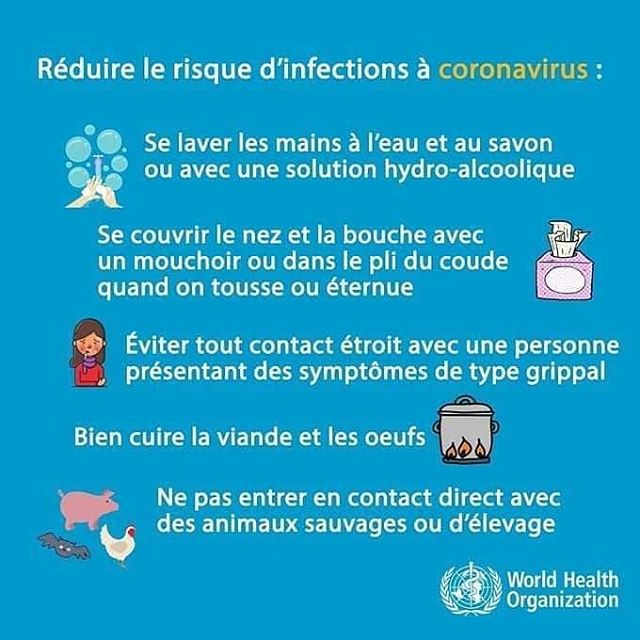 Réduire le risque d'infections à coronavirus :
Se laver les mains à l'eau et au savon
ou avec une solution hydro-alcoolique
Se couvrir le nez et la bouche avec
un mouchoir ou dans le pli du coude
quand on tousse ou éternue
Éviter tout contact étroit avec une personne
présentant des symptômes de type grippal
Bien cuire la viande et les oeufs
Ne pas entrer en contact direct avec
des animaux sauvages ou d'élevage
World Health
Organization